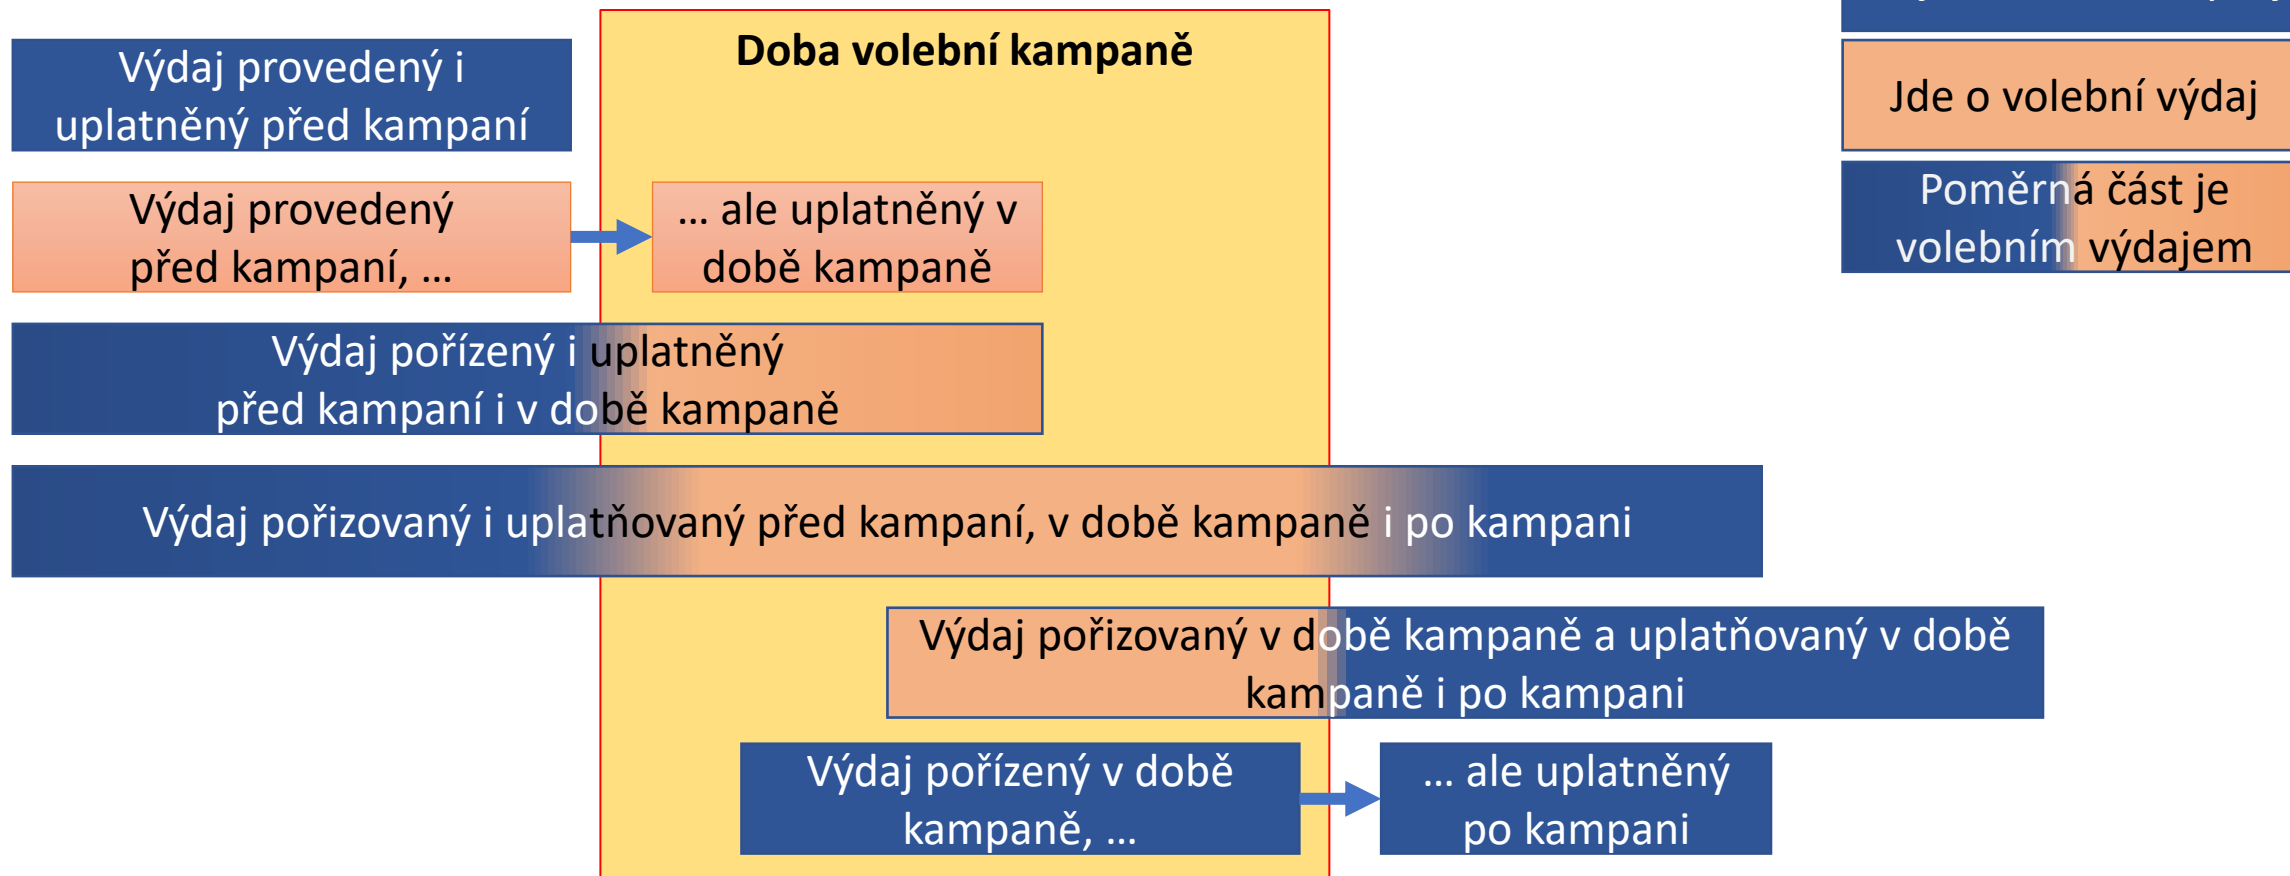 Doba volební kampaně
Výdaj provedený i
uplatněný před kampaní
Jde o volební výdaj
Výdaj provedený
před kampaní, ...
... ale uplatněný v
době kampaně
Poměrná část je
volebním výdajem
Výdaj pořízený i uplatněný
před kampaní i v době kampaně
Výdaj pořizovaný i uplatňovaný před kampaní, v době kampaně i po kampani
Výdaj pořizovaný v době kampaně a uplatňovaný v době
kampaně i po kampani
Výdaj pořízený v době
kampaně, ...
... ale uplatněný
po kampani